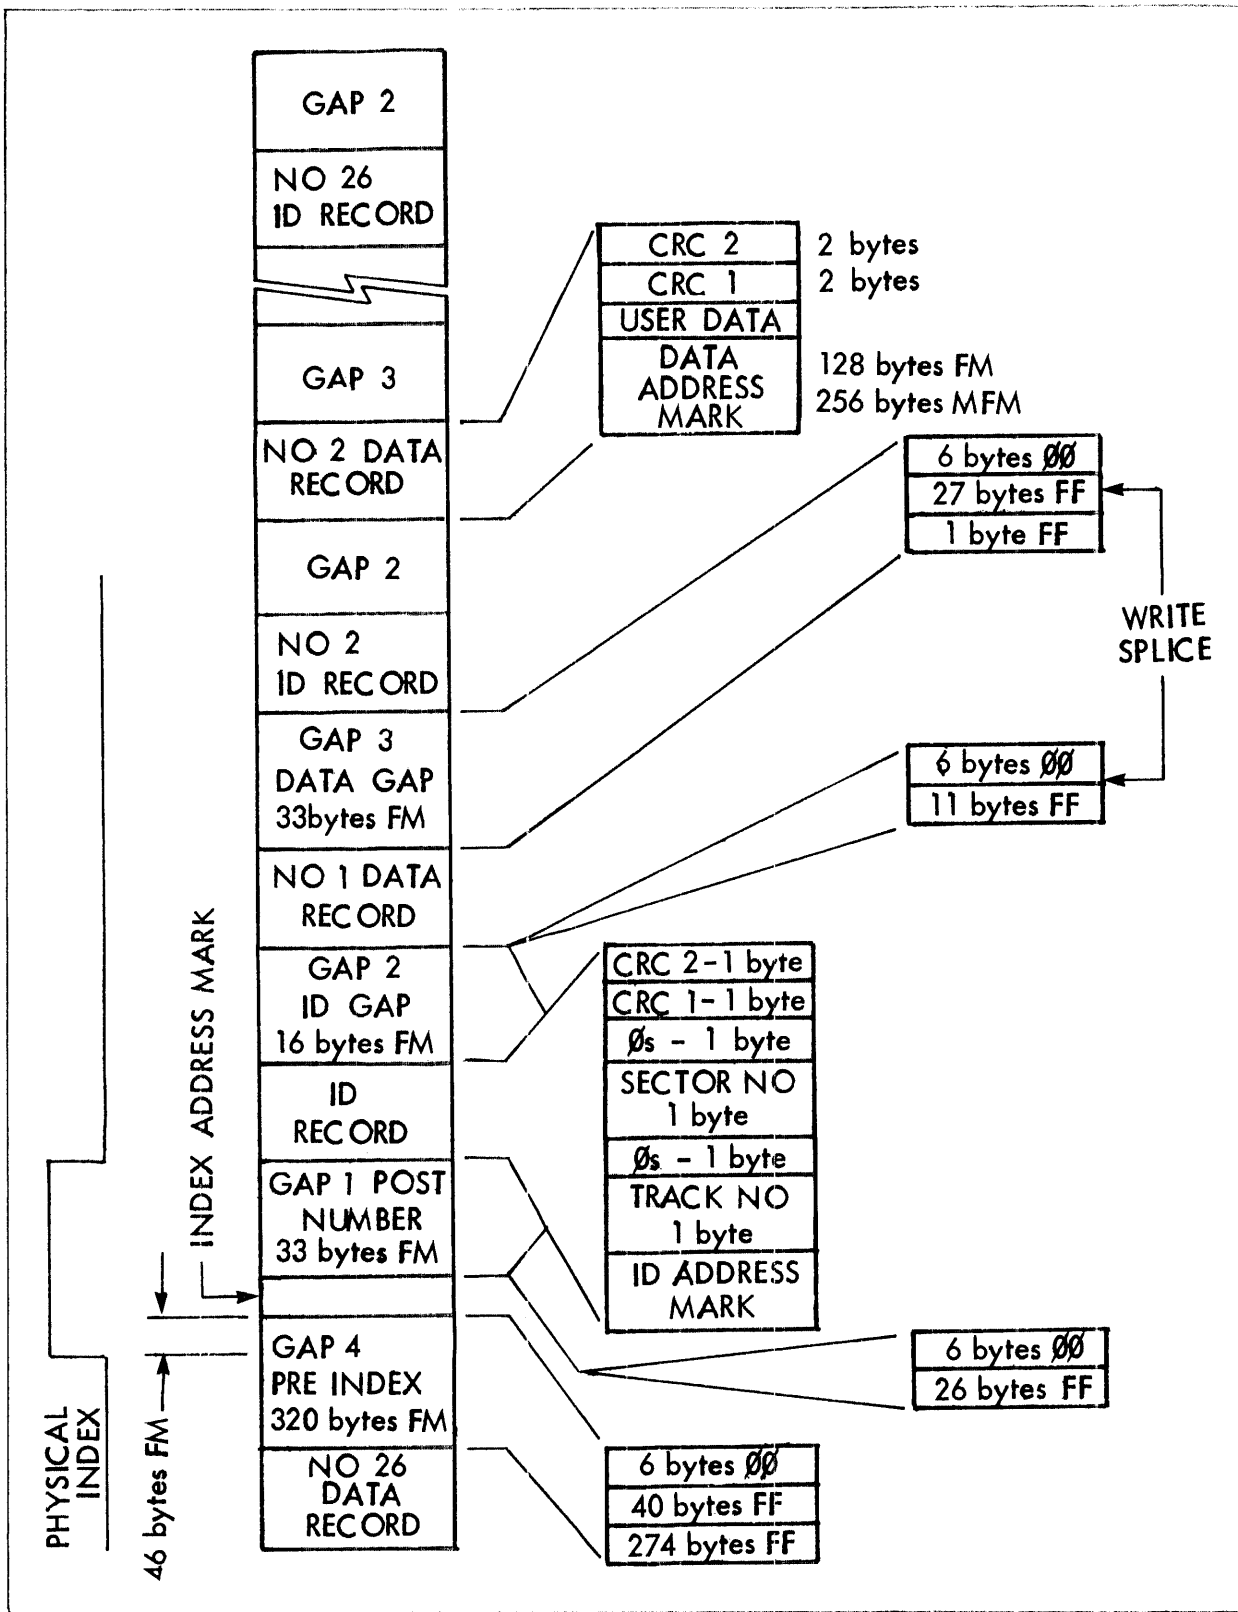 GAP 2
NO 26
ID RECORD
GAP 3
NO 2 DATA
RECORD
GAP 2
NO 2
ID RECORD
GAP 3
DATA GAP
33bytes FM
NO 1 DATA
RECORD
GAP 2
ID GAP
16 bytes FM
ID
RECORD
GAP 1 POST
NUMBER
33 bytes FM
GAP 4
PRE INDEX
320 bytes FM
NO 26
DATA
RECORD
PHYSICAL
INDEX
46 bytes FM
INDEX ADDRESS MARK
CRC 2
2 bytes
CRC 1
2 bytes
USER DATA
DATA
ADDRESS
MARK
128 bytes FM
256 bytes MFM
6 bytes ØØ
27 bytes FF
1 byte FF
WRITE
SPLICE
6 bytes ØØ
11 bytes FF
CRC 2-1 byte
CRC 1-1 byte
Øs - 1 byte
SECTOR NO
1 byte
Øs - 1 byte
TRACK NO
1 byte
ID ADDRESS
MARK
6 bytes ØØ
26 bytes FF
6 bytes ØØ
40 bytes FF
274 bytes FF